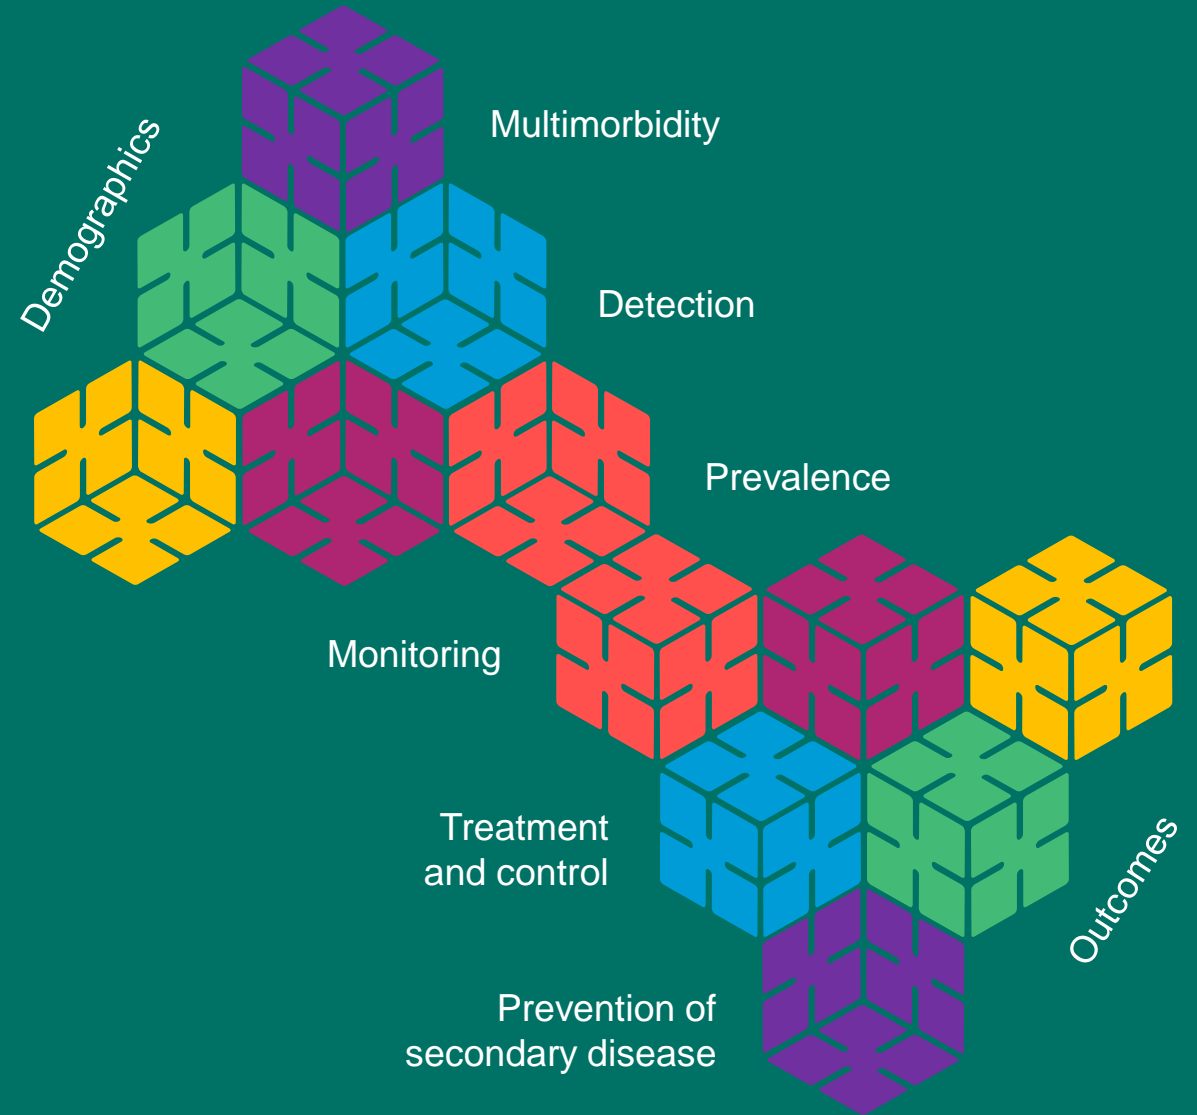 Multimorbidity
Demographics
Detection
Prevalence
Monitoring
Treatment
and control
Outcomes
Prevention of
secondary disease